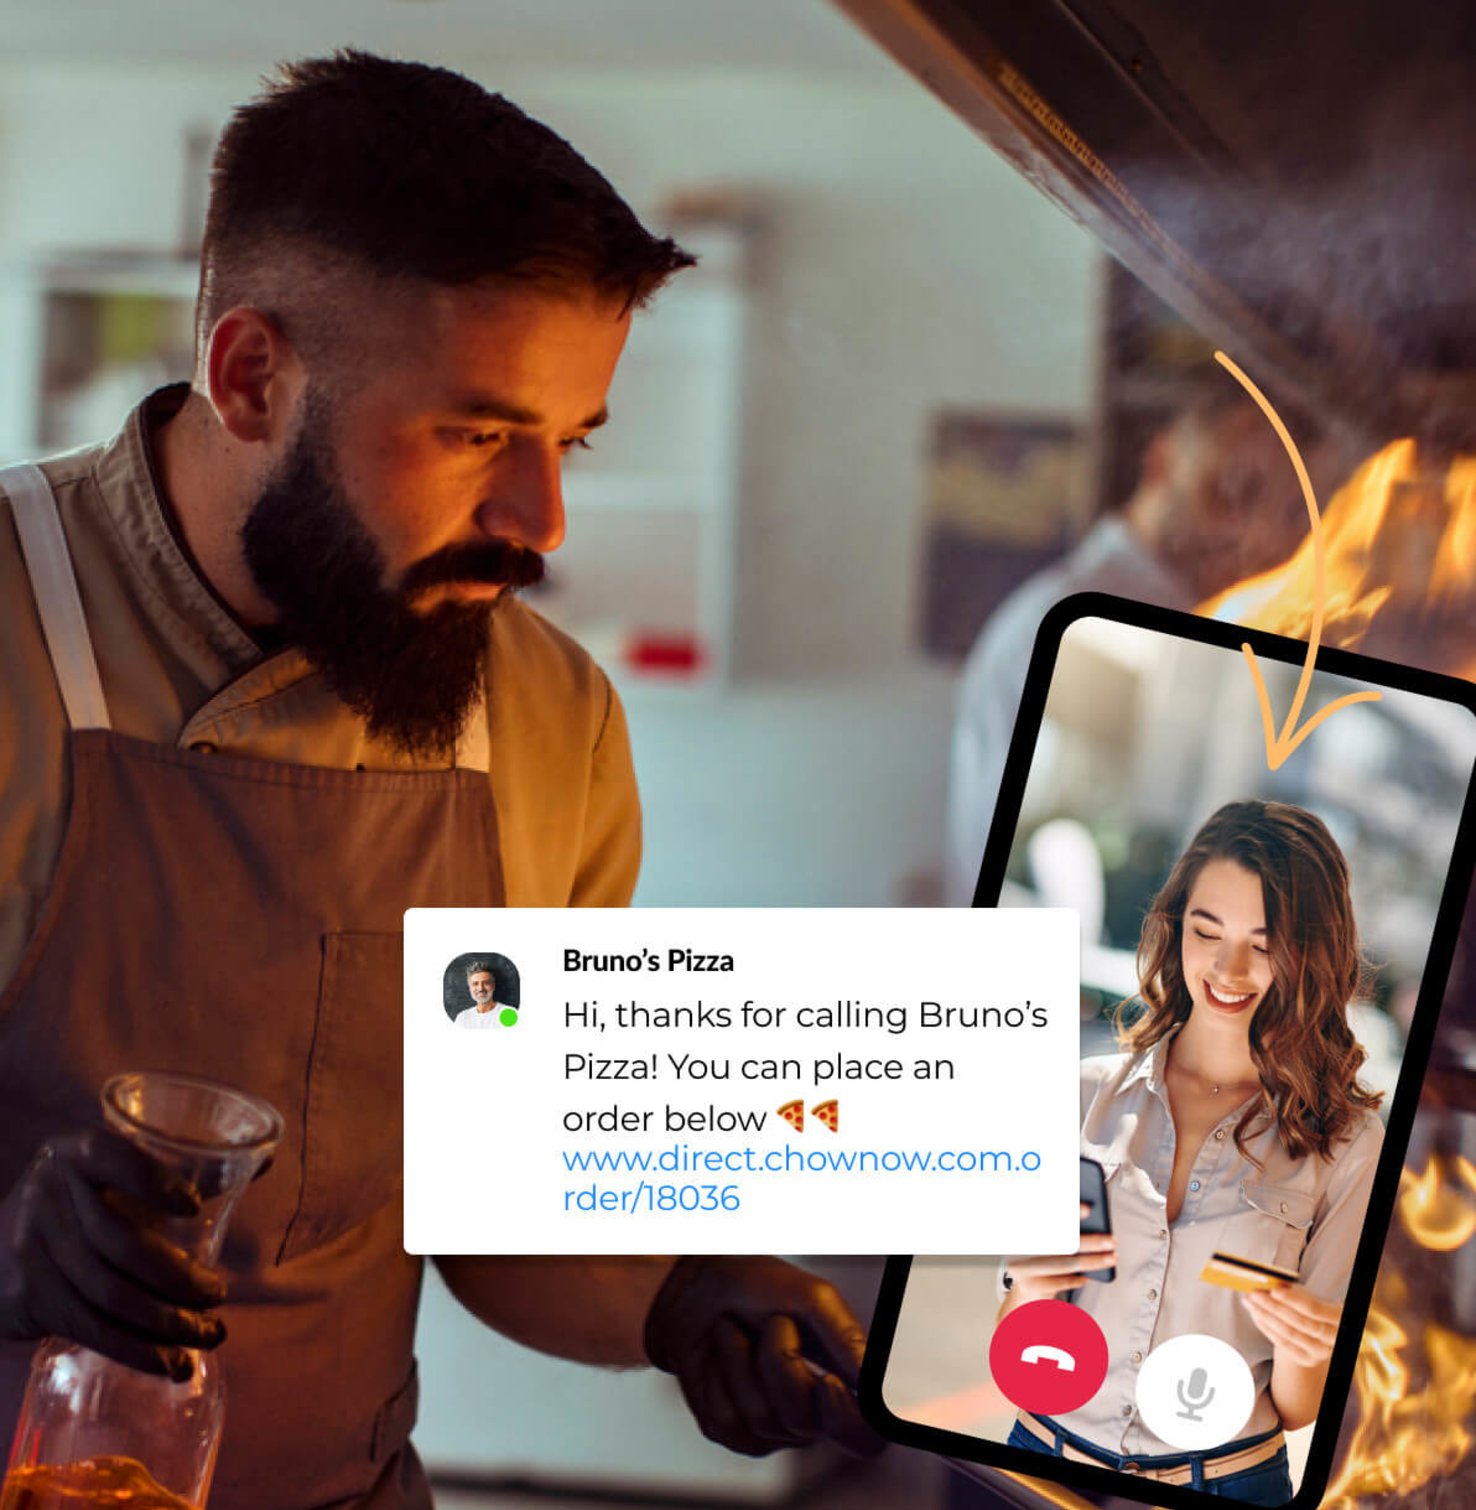 Bruno’s Pizza
Hi, thanks for calling Bruno’s
Pizza! You can place an
order below 🍕🍕
www.direct.chownow.com.o
rder/18036